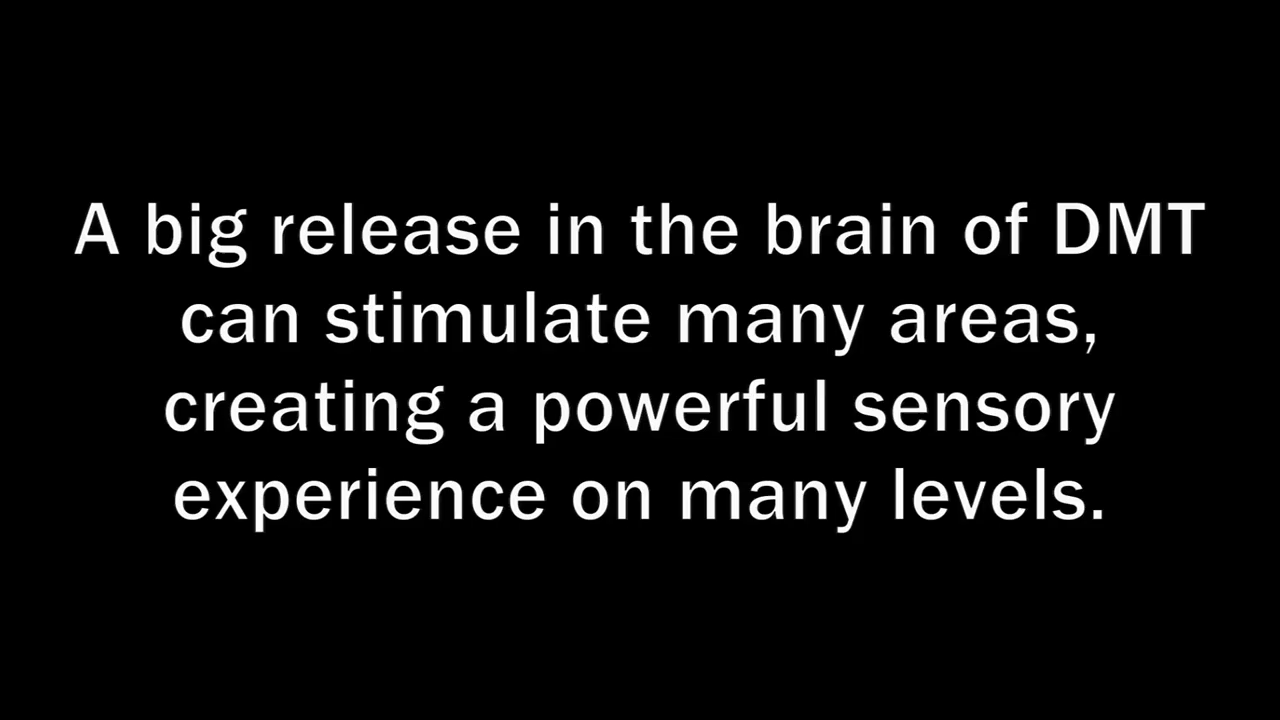 A big release in the brain of DMT
can stimulate many areas,
creating a powerful sensory
experience on many levels.